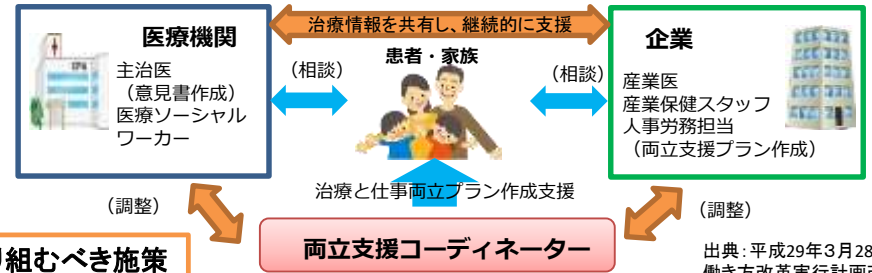 治療情報を共有し、継続的に支援
医療機関
主治医
（意見書作成）
医療ソーシャル
ワーカー
（相談）
患者・家族
（相談）
企業
産業医
産業保健スタッフ
人事労務担当
（両立支援プラン作成）
治療と仕事両立プラン作成支援
（調整）
（調整）
両立支援コーディネーター
り組むべき施策
出典：平成29年3月28
働き方改革実行計画